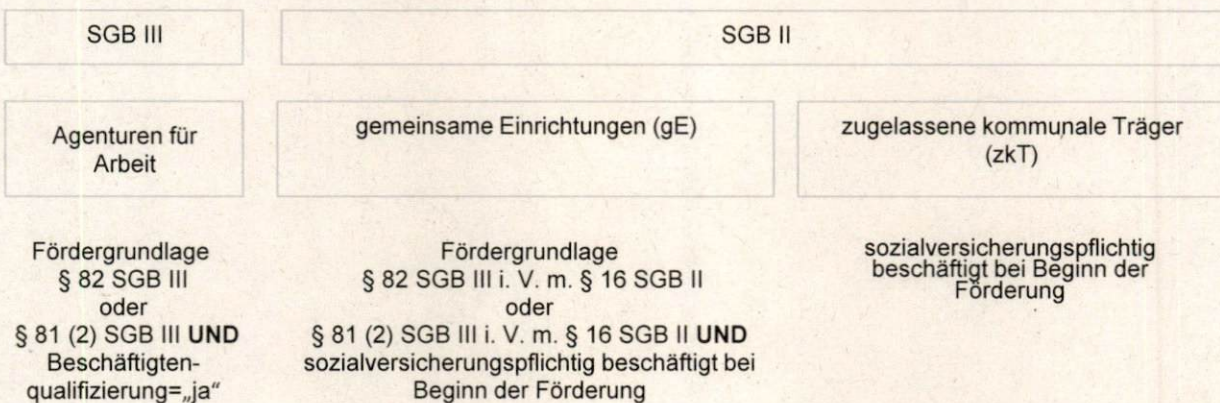 SGB III
SGB II
Agenturen für
Arbeit
gemeinsame Einrichtungen (gE)
zugelassene kommunale Träger
(zkT)
Fördergrundlage
§ 82 SGB III
oder
§ 81 (2) SGB III UND
Beschäftigten-
qualifizierung=„ja“
Fördergrundlage
§ 82 SGB III i. V. m. § 16 SGB II
oder
§ 81 (2) SGB III i. V. m. § 16 SGB II UND
sozialversicherungspflichtig beschäftigt bei
Beginn der Förderung
sozialversicherungspflichtig
beschäftigt bei Beginn der
Förderung